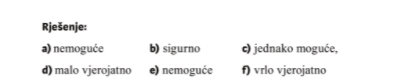 Rješenje:
a) nemoguće b) sigurno c) jednako moguće,
d) malo vjerojatno e) nemoguće f) vrlo vjerojatno